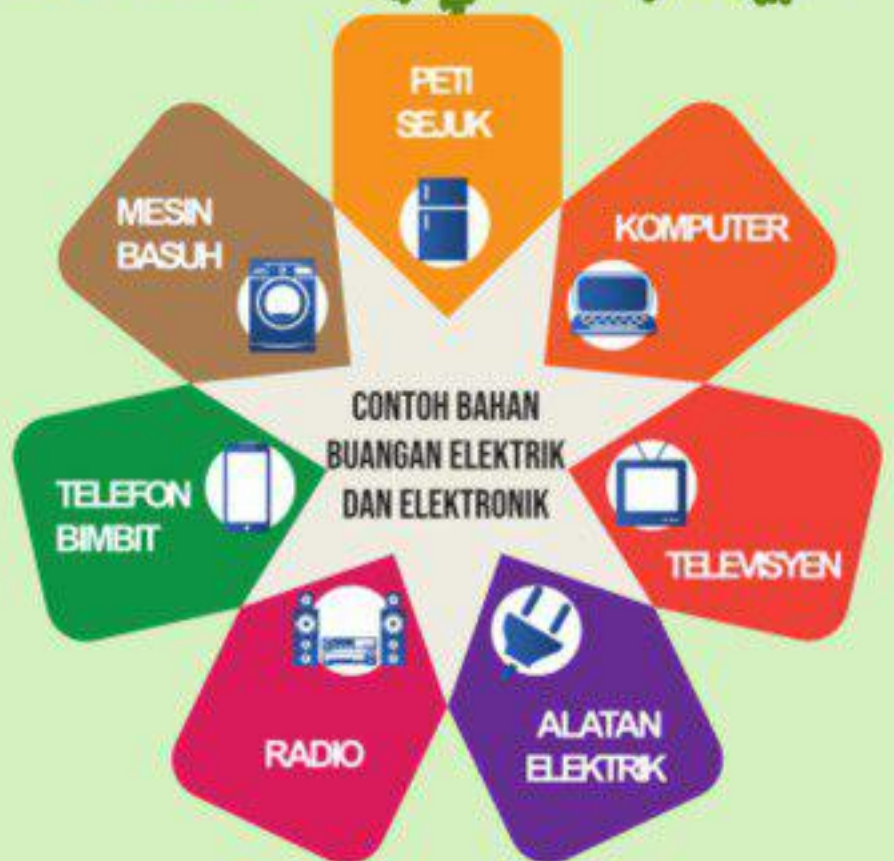 PETI
SEJUK
KOMPUTER
TELEVISYEN
ALATAN
ELEKTRIK
RADIO
TELEFON
BIMBIT
MESIN
BASUH
CONTOH BAHAN
BUANGAN ELEKTRIK
DAN ELEKTRONIK